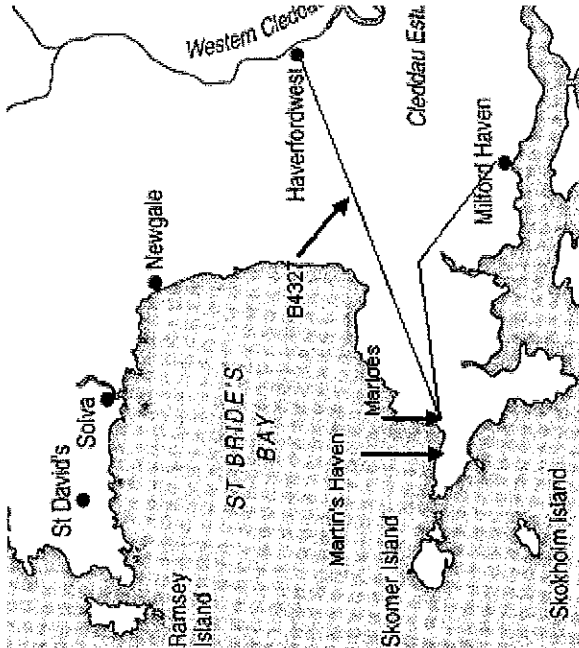 Western Cleddau
Haverfordwest
Cleddau Estu
Milford Haven
Newgale
B4327
Solva
St David's
ST BRIDE'S
BAY
Marloes
Martin's Haven
Ramsey
Island
Skomer Island
Skokholm Island